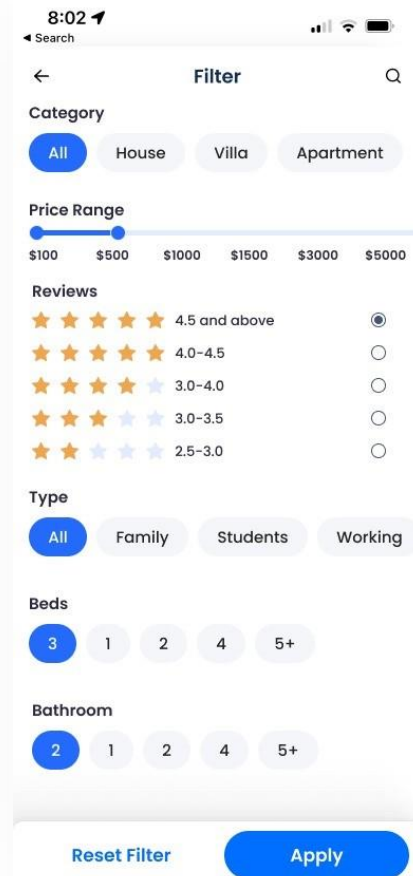 8:02
Search
Filter
Category
All House Villa Apartment
Price Range
$100 $500 $1000 $1500 $3000 $5000
Reviews
4.5 and above
4.0-4.5
3.0-4.0
3.0-3.5
2.5-3.0
Type
All Family Students Working
Beds
3 1 2 4 5+
Bathroom
2 1 2 4 5+
Reset Filter Apply